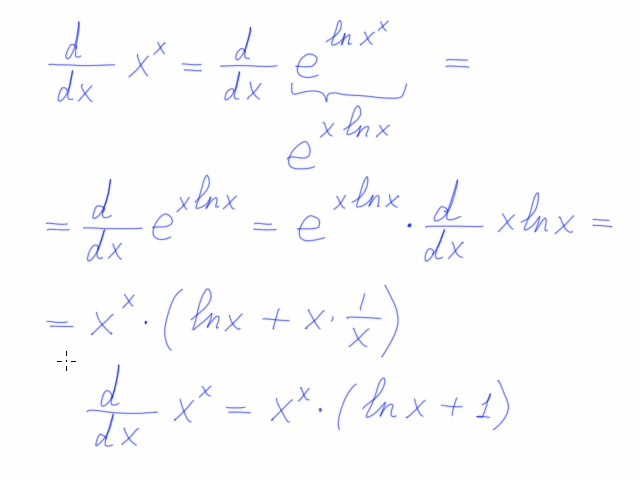 d/dx x^x = d/dx e^(ln x^x) =
e^(x ln x)
= d/dx e^(x ln x) = e^(x ln x) · d/dx x ln x =
= x^x · (ln x + x · 1/x)
d/dx x^x = x^x · (ln x + 1)